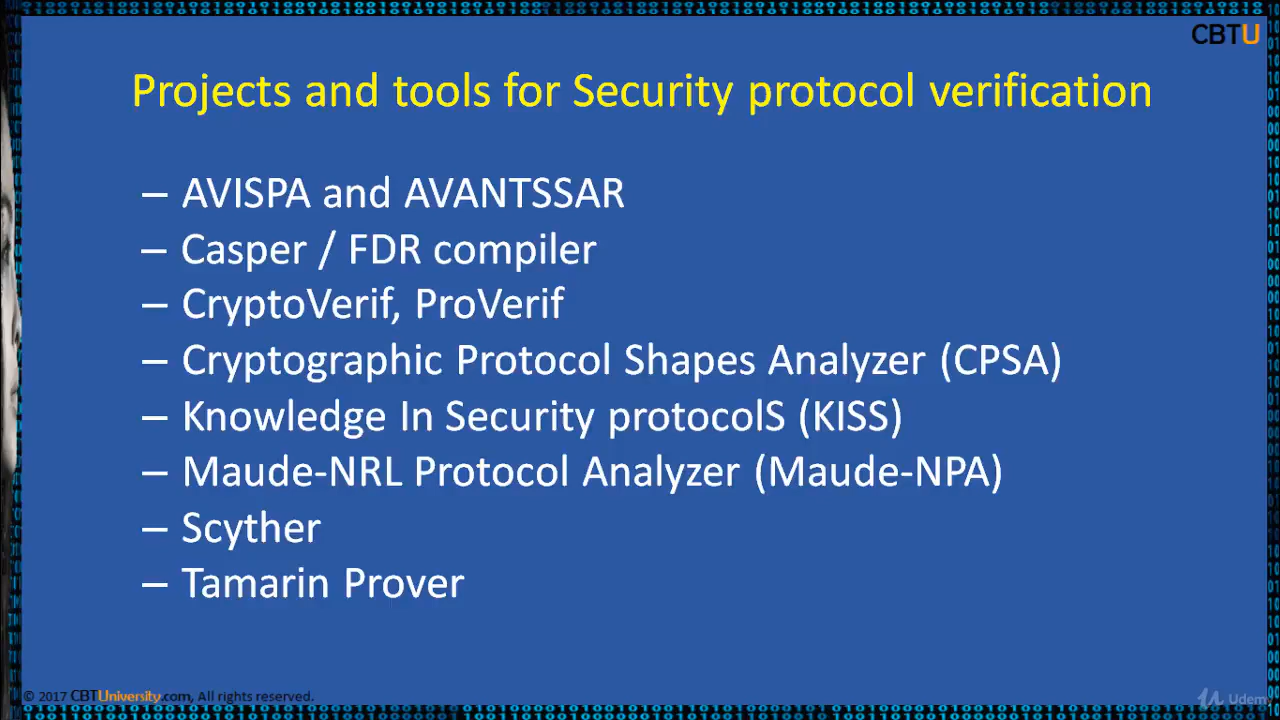 CBTU
Projects and tools for Security protocol verification
– AVISPA and AVANTSSAR
– Casper / FDR compiler
– CryptoVerif, ProVerif
– Cryptographic Protocol Shapes Analyzer (CPSA)
– Knowledge In Security protocolS (KISS)
– Maude-NRL Protocol Analyzer (Maude-NPA)
– Scyther
– Tamarin Prover
© 2017 CBTUniversity.com, All rights reserved.
Udemy